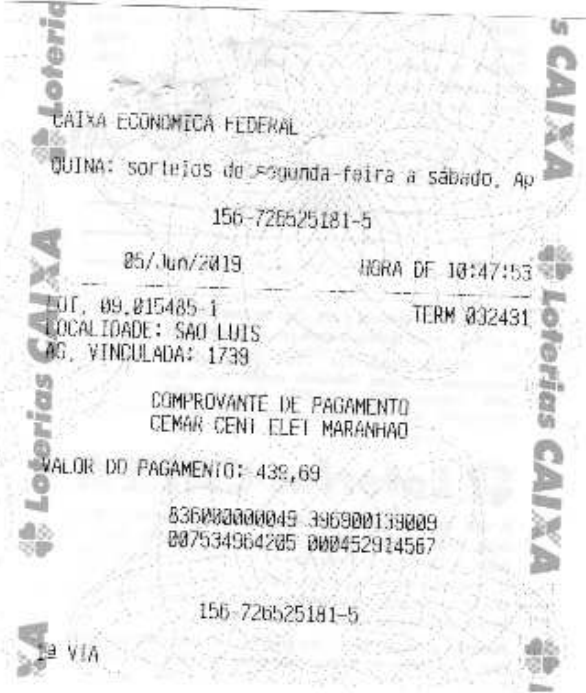 CAIXA ECONOMICA FEDERAL
QUINA: sorteios de segunda-feira a sábado. Ap
156-726525181-5
05/Jun/2019 HORA DF 10:47:53
LOT. 09.015485-1 TERM 032431
LOCALIDADE: SAO LUIS
AG. VINCULADA: 1739
COMPROVANTE DE PAGAMENTO
CEMAR CENT ELET MARANHAO
VALOR DO PAGAMENTO: 439,69
836000000049 396900139009
007534964205 000452914567
156-726525181-5
1ª VIA
Loterias CAIXA
Loterias CAIXA
s CAIXA